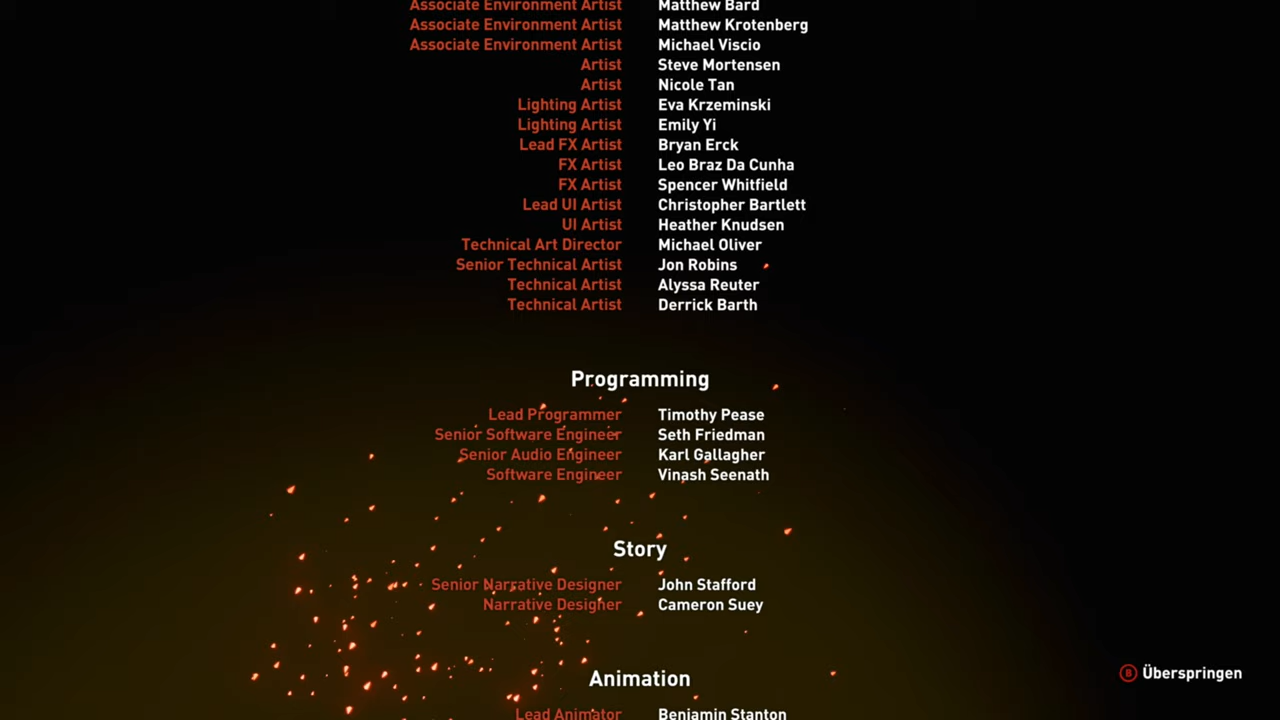 Associate Environment Artist Matthew Bard
Associate Environment Artist Matthew Krotenberg
Associate Environment Artist Michael Viscio
Artist Steve Mortensen
Artist Nicole Tan
Lighting Artist Eva Krzeminski
Lighting Artist Emily Yi
Lead FX Artist Bryan Erck
FX Artist Leo Braz Da Cunha
FX Artist Spencer Whitfield
Lead UI Artist Christopher Bartlett
UI Artist Heather Knudsen
Technical Art Director Michael Oliver
Senior Technical Artist Jon Robins
Technical Artist Alyssa Reuter
Technical Artist Derrick Barth
Programming
Lead Programmer Timothy Pease
Senior Software Engineer Seth Friedman
Senior Audio Engineer Karl Gallagher
Software Engineer Vinash Seenath
Story
Senior Narrative Designer John Stafford
Narrative Designer Cameron Suey
B Überspringen
Animation
Lead Animator Benjamin Stanton